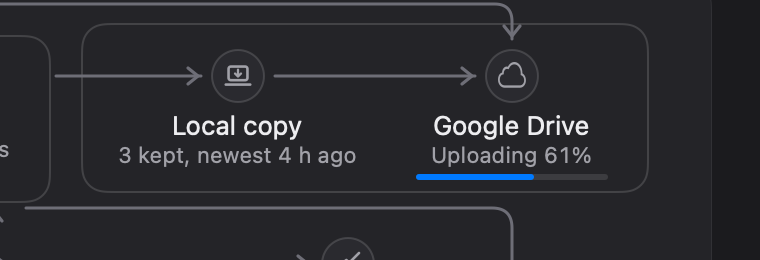 Local copy
3 kept, newest 4 h ago
Google Drive
Uploading 61%
s